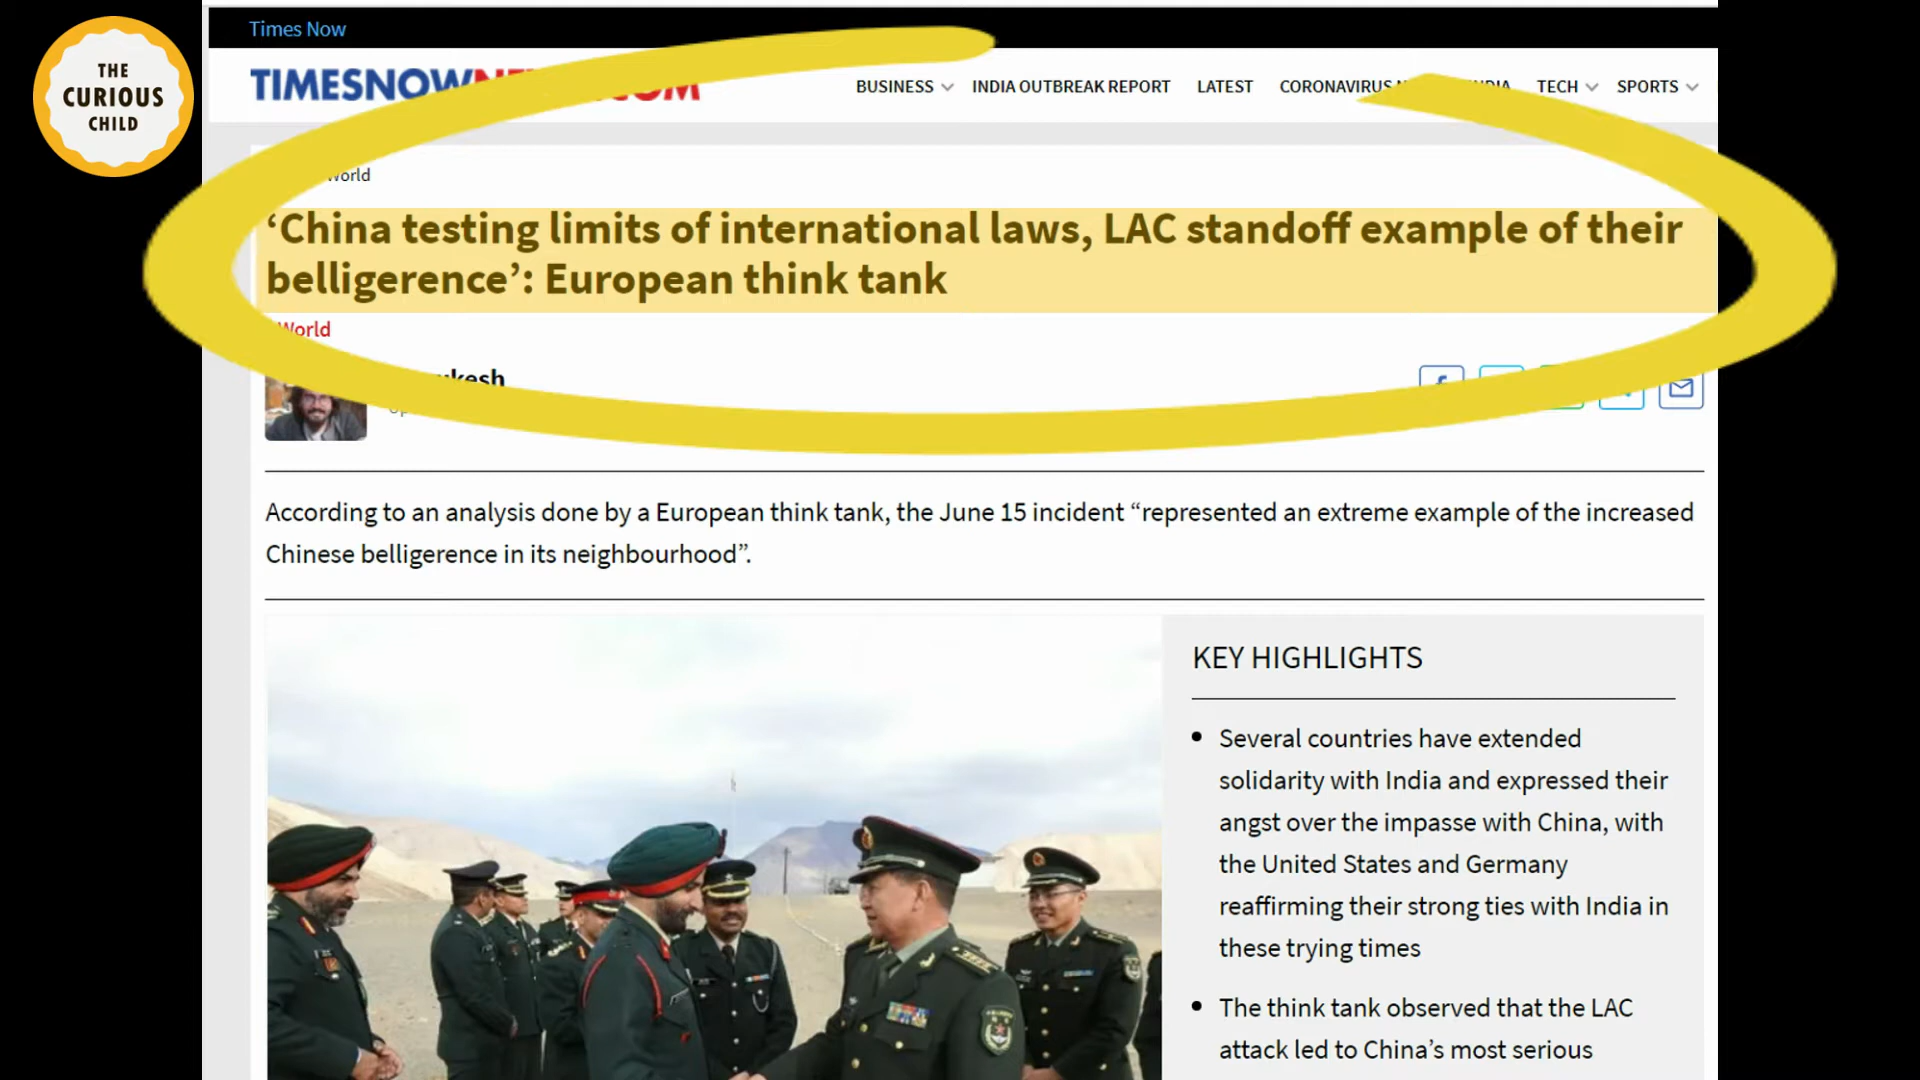 THE
CURIOUS
CHILD
Times Now
TIMESNOW
BUSINESS INDIA OUTBREAK REPORT LATEST CORONAVIRUS TECH SPORTS
World
‘China testing limits of international laws, LAC standoff example of their
belligerence’: European think tank
World
According to an analysis done by a European think tank, the June 15 incident “represented an extreme example of the increased
Chinese belligerence in its neighbourhood”.
KEY HIGHLIGHTS
Several countries have extended
solidarity with India and expressed their
angst over the impasse with China, with
the United States and Germany
reaffirming their strong ties with India in
these trying times
The think tank observed that the LAC
attack led to China’s most serious